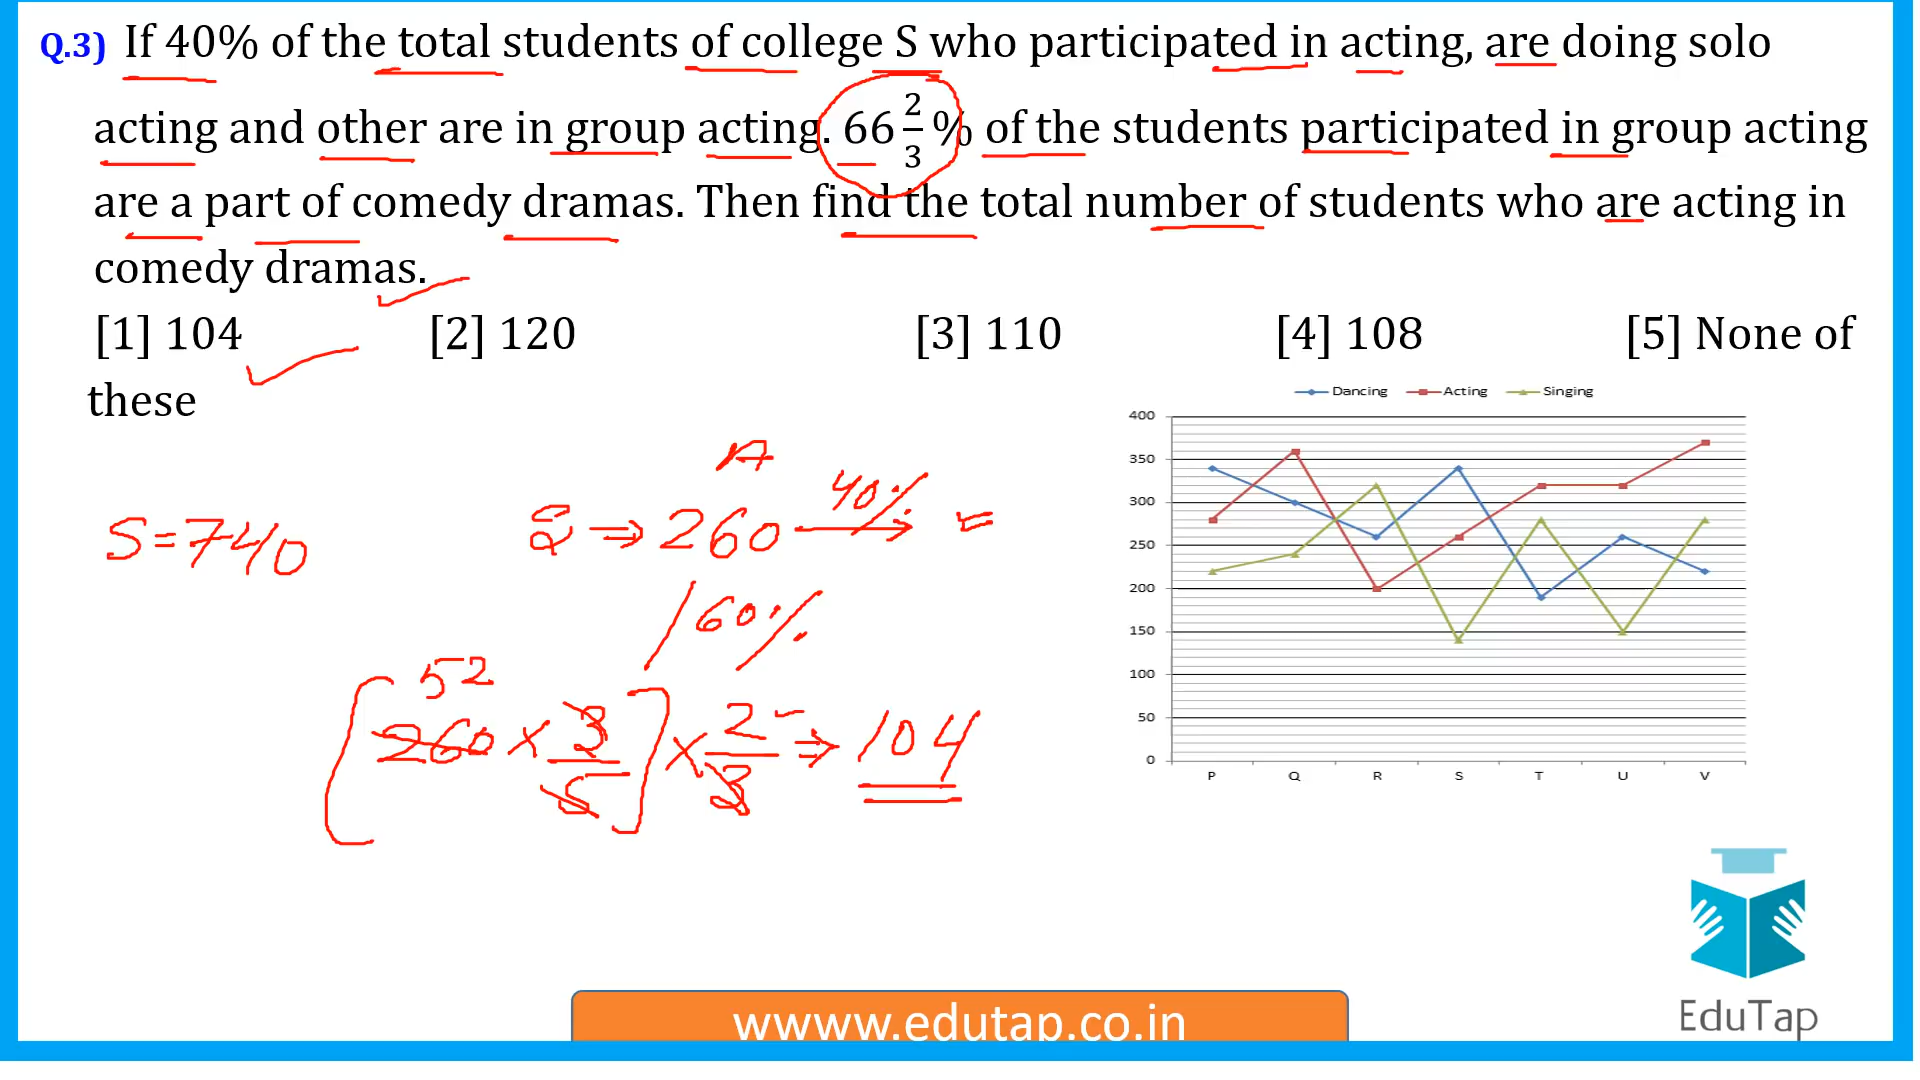 Q.3) If 40% of the total students of college S who participated in acting, are doing solo
acting and other are in group acting. 66 2/3 % of the students participated in group acting
are a part of comedy dramas. Then find the total number of students who are acting in
comedy dramas.
[1] 104 [2] 120 [3] 110 [4] 108 [5] None of
these
Dancing Acting Singing
400
350
300
250
200
150
100
50
0
P Q R S T U V
A
S = 740
S ⇒ 260 → 40% =
60%
52
[260 × 3/5] × 2/3 ⇒ 104
EduTap
wwww.edutap.co.in